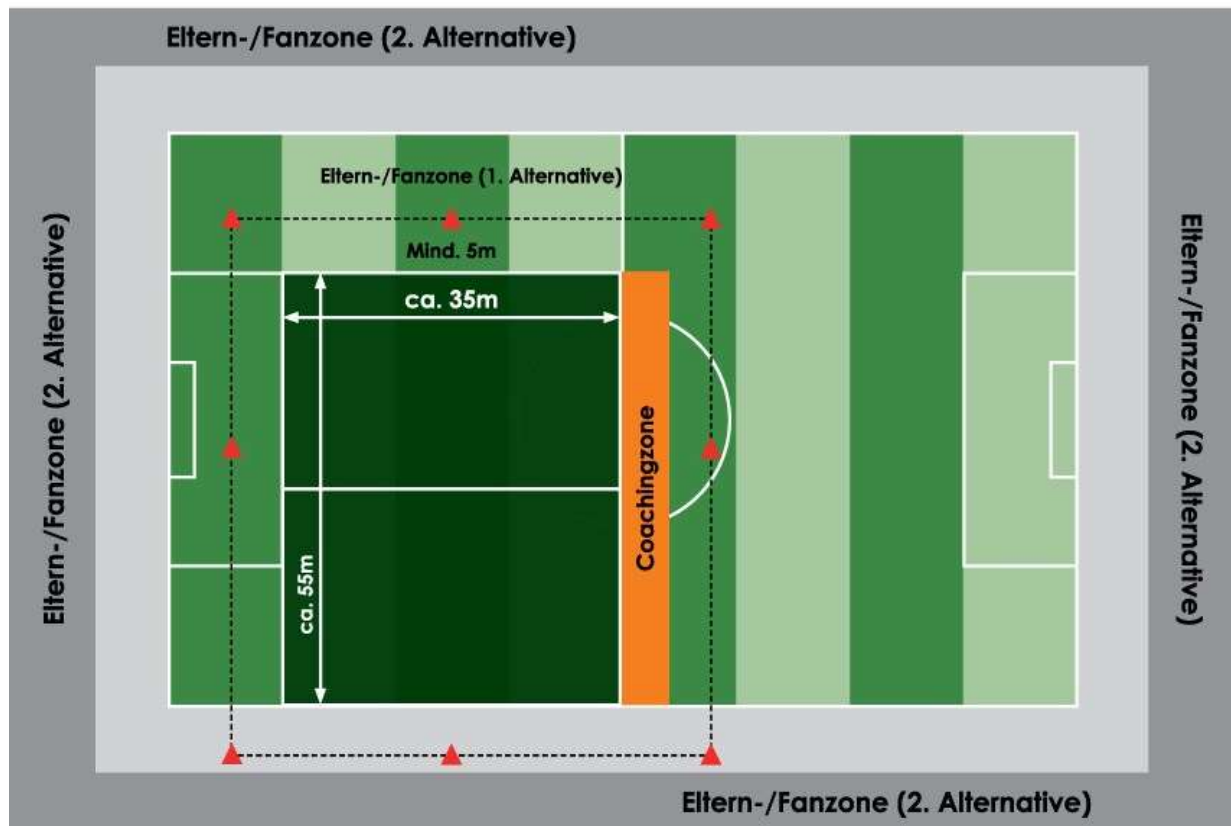 Eltern-/Fanzone (2. Alternative)
Eltern-/Fanzone (1. Alternative)
Mind. 5m
ca. 35m
Eltern-/Fanzone (2. Alternative)
ca. 55m
Coachingzone
Eltern-/Fanzone (2. Alternative)
Eltern-/Fanzone (2. Alternative)